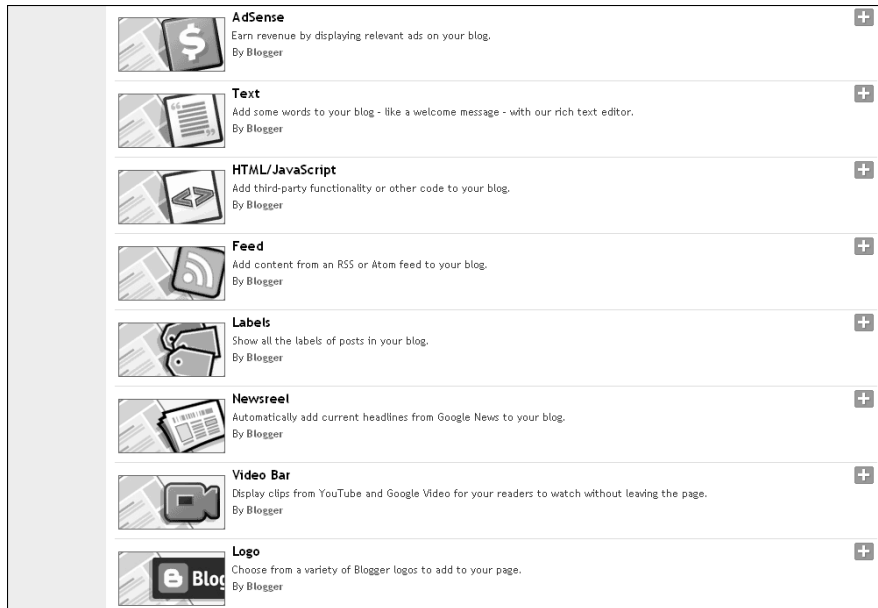 AdSense
Earn revenue by displaying relevant ads on your blog.
By Blogger
Text
Add some words to your blog - like a welcome message - with our rich text editor.
By Blogger
HTML/JavaScript
Add third-party functionality or other code to your blog.
By Blogger
Feed
Add content from an RSS or Atom feed to your blog.
By Blogger
Labels
Show all the labels of posts in your blog.
By Blogger
Newsreel
Automatically add current headlines from Google News to your blog.
By Blogger
Video Bar
Display clips from YouTube and Google Video for your readers to watch without leaving the page.
By Blogger
Logo
Choose from a variety of Blogger logos to add to your page.
Blog
By Blogger